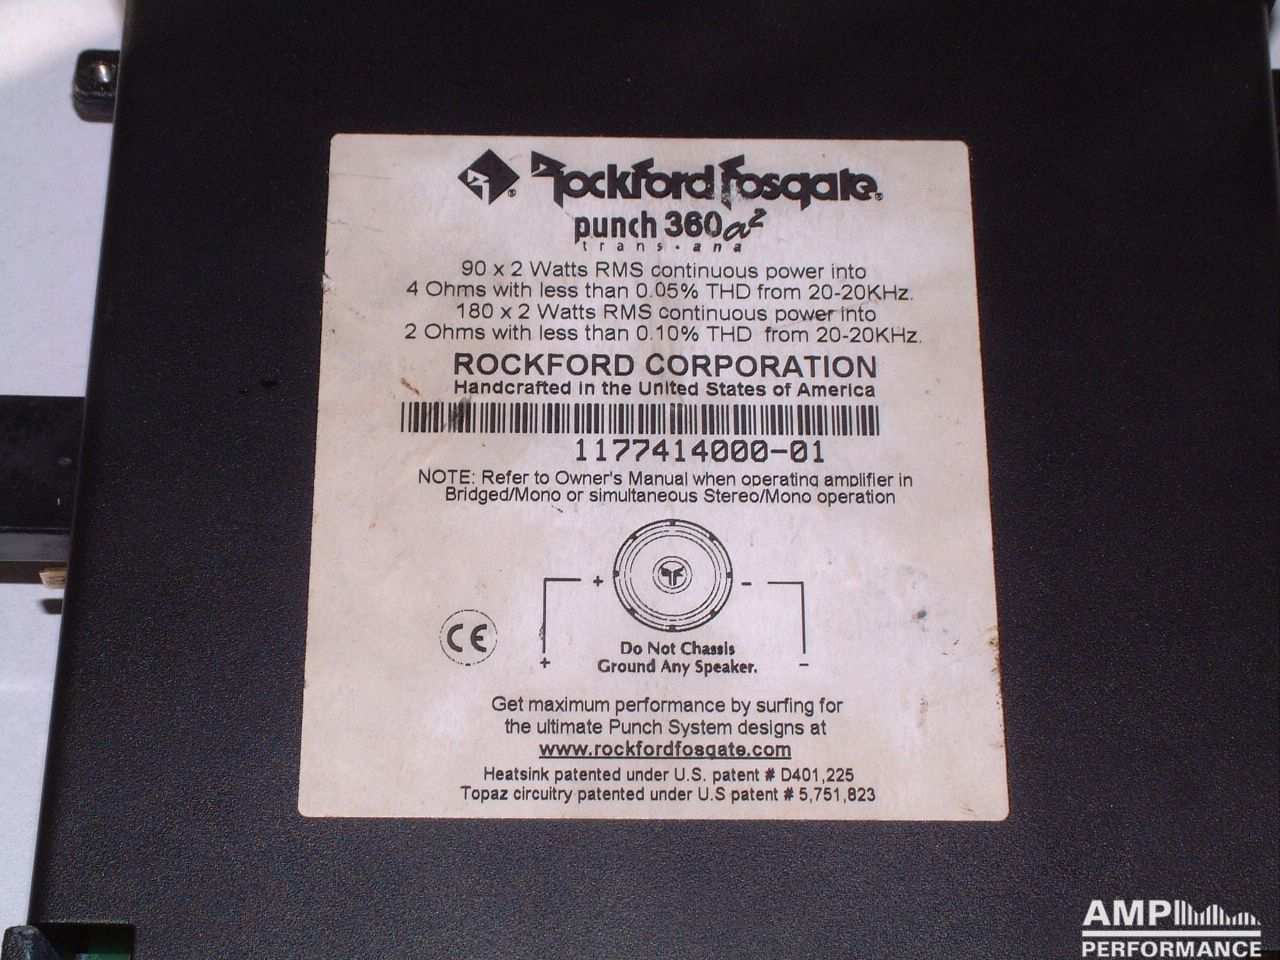 Rockford Fosgate®
punch 360a²
trans·ana
90 x 2 Watts RMS continuous power into
4 Ohms with less than 0.05% THD from 20-20KHz.
180 x 2 Watts RMS continuous power into
2 Ohms with less than 0.10% THD from 20-20KHz.
ROCKFORD CORPORATION
Handcrafted in the United States of America
1177414000-01
NOTE: Refer to Owner's Manual when operating amplifier in
Bridged/Mono or simultaneous Stereo/Mono operation
+ −
CE
Do Not Chassis
Ground Any Speaker.
+ −
Get maximum performance by surfing for
the ultimate Punch System designs at
www.rockfordfosgate.com
Heatsink patented under U.S. patent # D401,225
Topaz circuitry patented under U.S patent # 5,751,823
AMP
PERFORMANCE